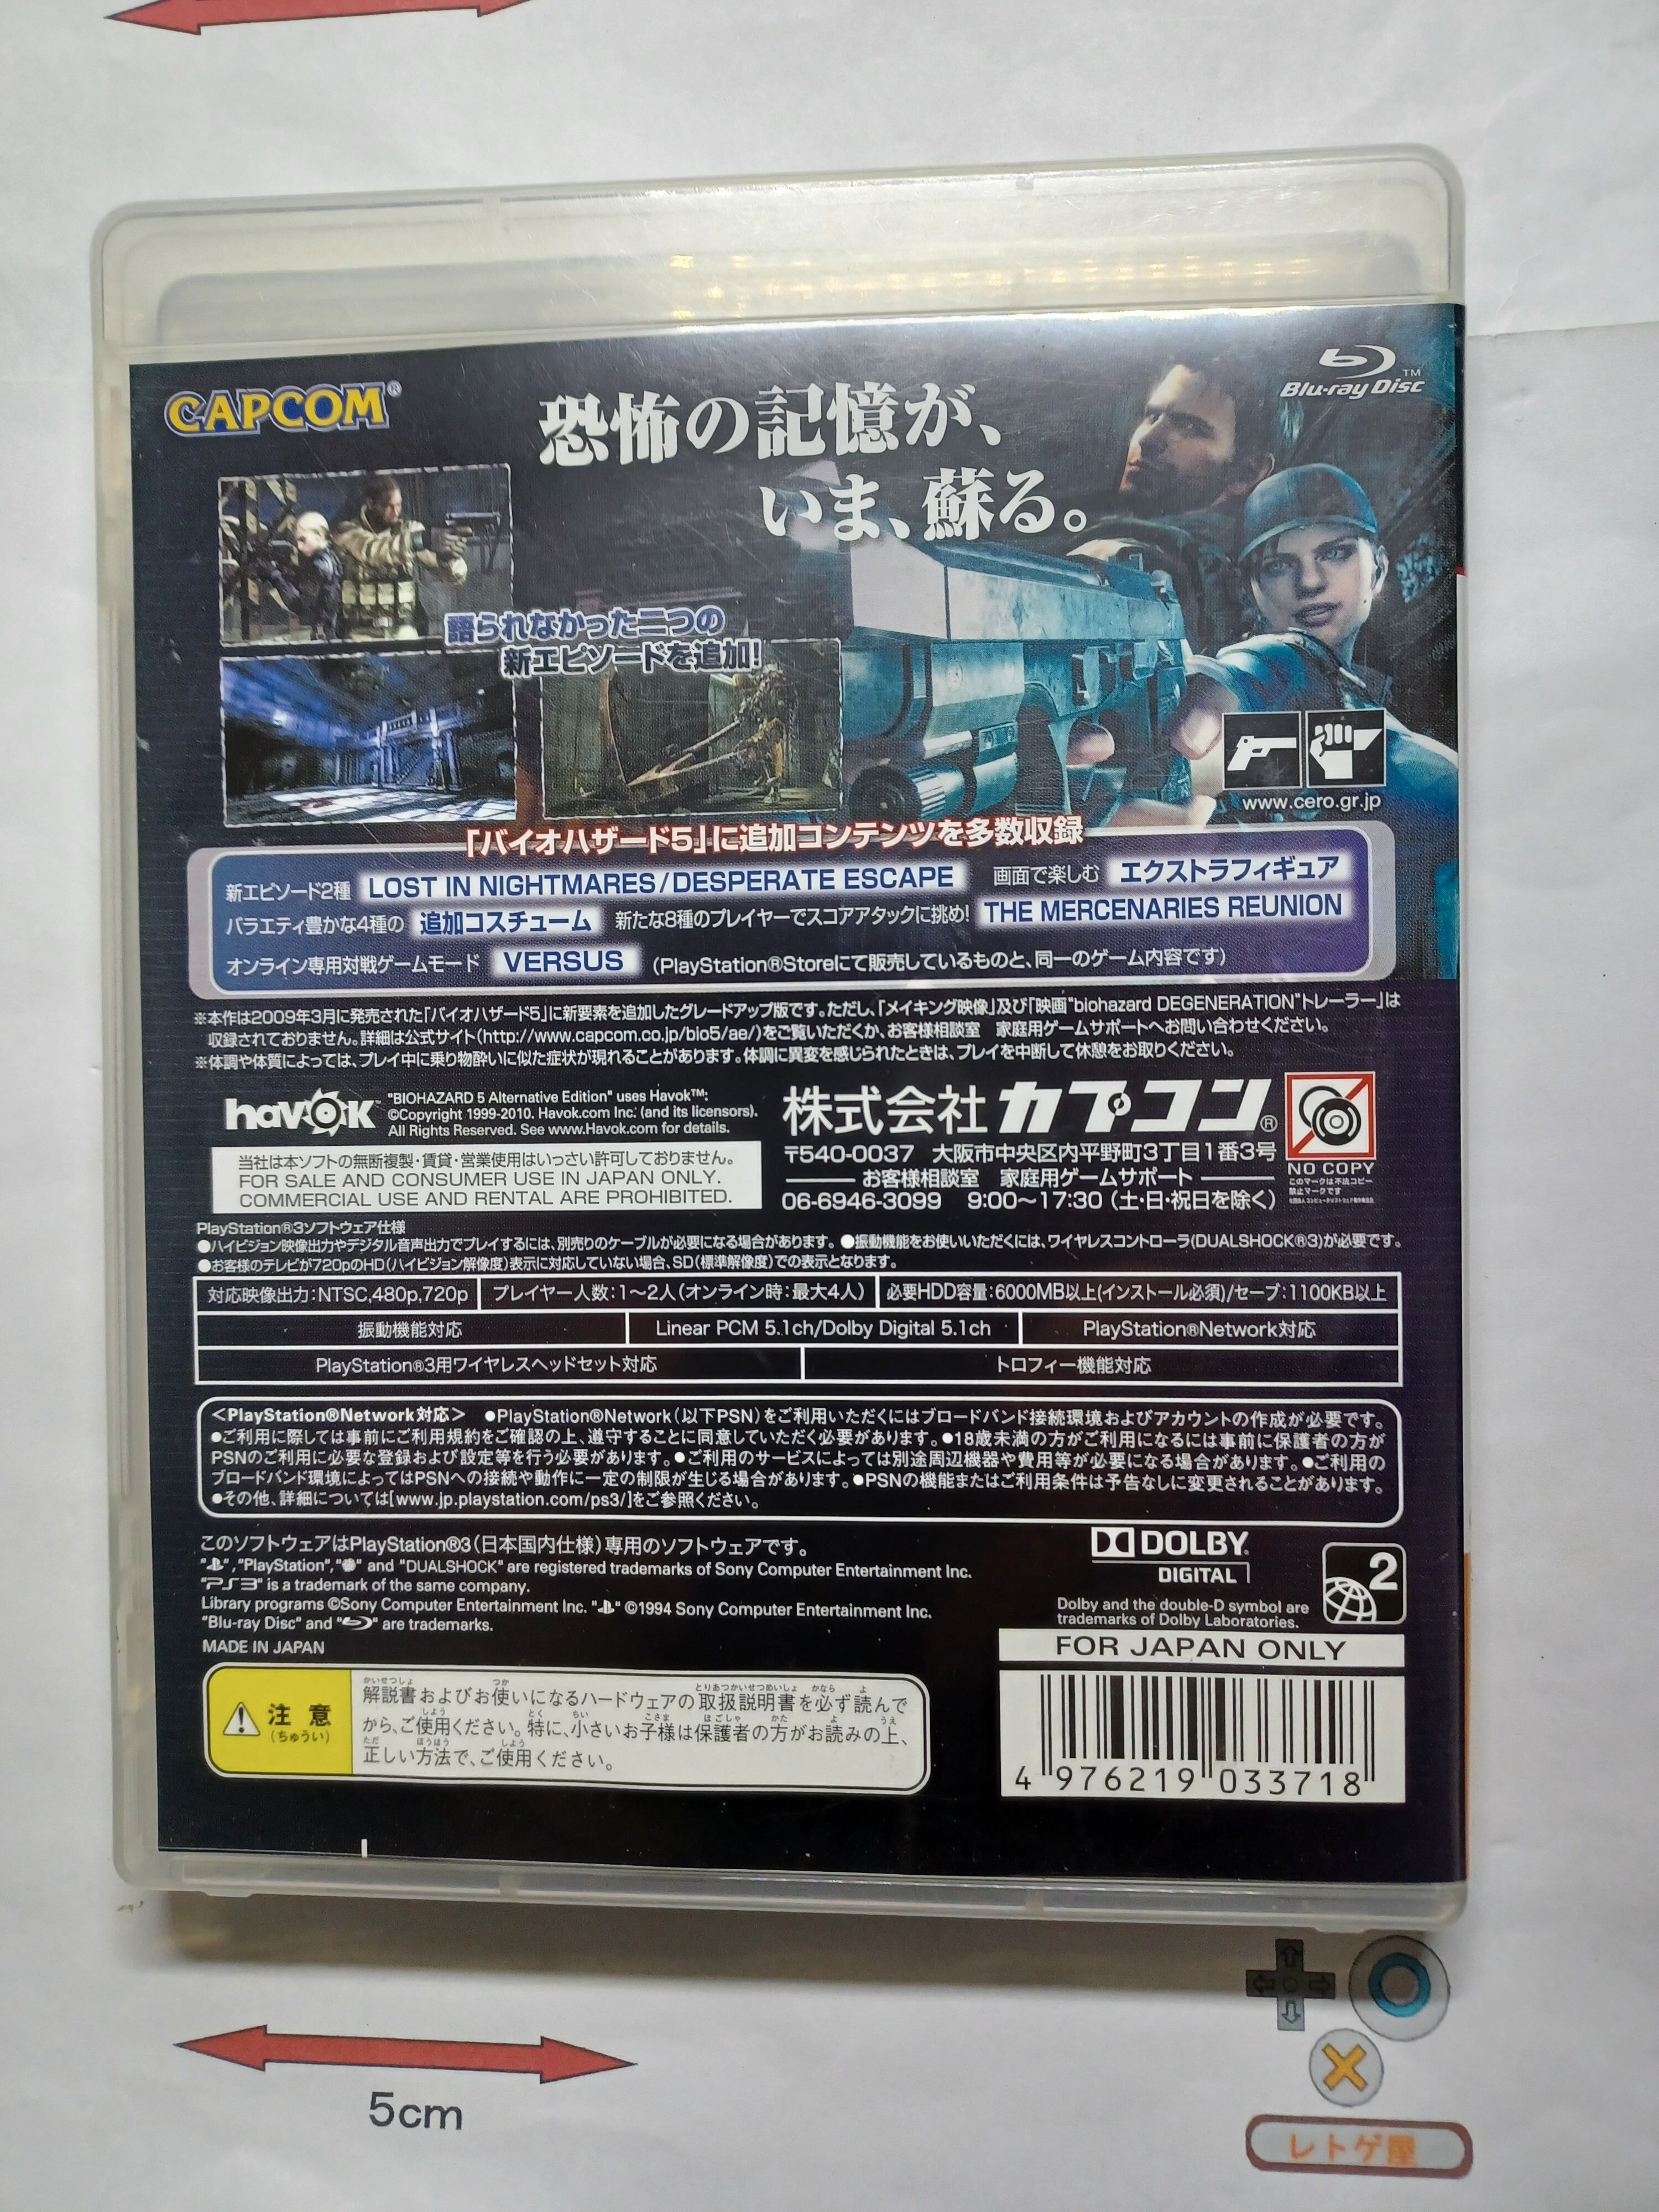 CAPCOM®
恐怖の記憶が、
いま、蘇る。
Blu-ray Disc™
語られなかった二つの
新エピソードを追加!
www.cero.gr.jp
「バイオハザード5」に追加コンテンツを多数収録
新エピソード2種 LOST IN NIGHTMARES/DESPERATE ESCAPE 画面で楽しむ エクストラフィギュア
バラエティ豊かな4種の 追加コスチューム 新たな8種のプレイヤーでスコアアタックに挑め! THE MERCENARIES REUNION
オンライン専用対戦ゲームモード VERSUS (PlayStation®Storeにて販売しているものと、同一のゲーム内容です)
※本作は2009年3月に発売された「バイオハザード5」に新要素を追加したグレードアップ版です。ただし、「メイキング映像」及び「映画"biohazard DEGENERATION"トレーラー」は
収録されておりません。詳細は公式サイト(http://www.capcom.co.jp/bio5/ae/)をご覧いただくか、お客様相談室 家庭用ゲームサポートへお問い合わせください。
※体調や体質によっては、プレイ中に乗り物酔いに似た症状が現れることがあります。体調に異変を感じられたときは、プレイを中断して休憩をお取りください。
havok™
"BIOHAZARD 5 Alternative Edition" uses Havok™:
©Copyright 1999-2010. Havok.com Inc. (and its licensors).
All Rights Reserved. See www.Havok.com for details.
当社は本ソフトの無断複製・賃貸・営業使用はいっさい許可しておりません。
FOR SALE AND CONSUMER USE IN JAPAN ONLY.
COMMERCIAL USE AND RENTAL ARE PROHIBITED.
株式会社カプコン®
〒540-0037 大阪市中央区内平野町3丁目1番3号
お客様相談室 家庭用ゲームサポート
06-6946-3099 9:00〜17:30(土・日・祝日を除く)
NO COPY
このマークは不法コピー
禁止マークです
PlayStation®3ソフトウェア仕様
●ハイビジョン映像出力やデジタル音声出力でプレイするには、別売りのケーブルが必要になる場合があります。 ●振動機能をお使いいただくには、ワイヤレスコントローラ(DUALSHOCK®3)が必要です。
●お客様のテレビが720pのHD(ハイビジョン解像度)表示に対応していない場合、SD(標準解像度)での表示となります。
対応映像出力:NTSC,480p,720p プレイヤー人数:1〜2人(オンライン時:最大4人) 必要HDD容量:6000MB以上(インストール必須)/セーブ:1100KB以上
振動機能対応 Linear PCM 5.1ch/Dolby Digital 5.1ch PlayStation®Network対応
PlayStation®3用ワイヤレスヘッドセット対応 トロフィー機能対応
<PlayStation®Network対応> ●PlayStation®Network(以下PSN)をご利用いただくにはブロードバンド接続環境およびアカウントの作成が必要です。
●ご利用に際しては事前にご利用規約をご確認の上、遵守することに同意していただく必要があります。●18歳未満の方がご利用になるには事前に保護者の方が
PSNのご利用に必要な登録および設定等を行う必要があります。●ご利用のサービスによっては別途周辺機器や費用等が必要になる場合があります。●ご利用の
ブロードバンド環境によってはPSNへの接続や動作に一定の制限が生じる場合があります。●PSNの機能またはご利用条件は予告なしに変更されることがあります。
●その他、詳細については[www.jp.playstation.com/ps3/]をご参照ください。
このソフトウェアはPlayStation®3(日本国内仕様)専用のソフトウェアです。
" ", "PlayStation", " " and "DUALSHOCK" are registered trademarks of Sony Computer Entertainment Inc.
"PS3" is a trademark of the same company.
Library programs ©Sony Computer Entertainment Inc. " " ©1994 Sony Computer Entertainment Inc.
"Blu-ray Disc" and " " are trademarks.
MADE IN JAPAN
DOLBY
DIGITAL
2
Dolby and the double-D symbol are
trademarks of Dolby Laboratories.
FOR JAPAN ONLY
注意
(ちゅうい)
解説書およびお使いになるハードウェアの取扱説明書を必ず読んで
から、ご使用ください。特に、小さいお子様は保護者の方がお読みの上、
正しい方法で、ご使用ください。
4 976219 033718
5cm
レトゲ屋